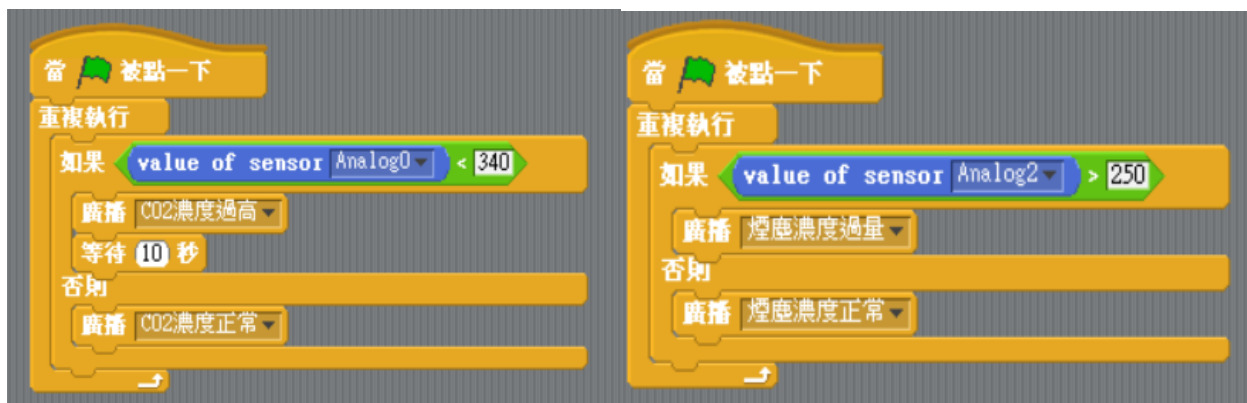 當 被點一下
重複執行
如果 value of sensor Analog0 < 340
廣播 CO2濃度過高
等待 10 秒
否則
廣播 CO2濃度正常
當 被點一下
重複執行
如果 value of sensor Analog2 > 250
廣播 煙塵濃度過量
否則
廣播 煙塵濃度正常